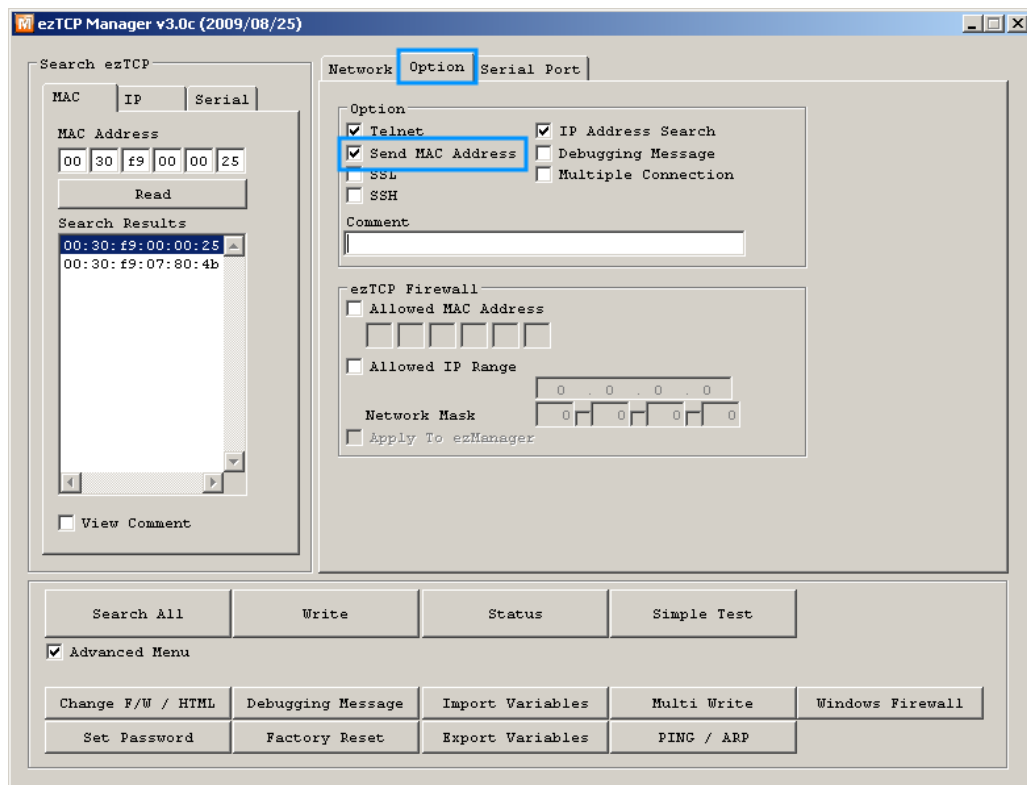 ezTCP Manager v3.0c (2009/08/25)
Search ezTCP
MAC IP Serial
MAC Address
00 30 f9 00 00 25
Read
Search Results
00:30:f9:00:00:25
00:30:f9:07:80:4b
View Comment
Network Option Serial Port
Option
Telnet IP Address Search
Send MAC Address Debugging Message
SSL Multiple Connection
SSH
Comment
ezTCP Firewall
Allowed MAC Address
Allowed IP Range
0 . 0 . 0 . 0
Network Mask 0 0 0 0
Apply To ezManager
Search All Write Status Simple Test
Advanced Menu
Change F/W / HTML Debugging Message Import Variables Multi Write Windows Firewall
Set Password Factory Reset Export Variables PING / ARP